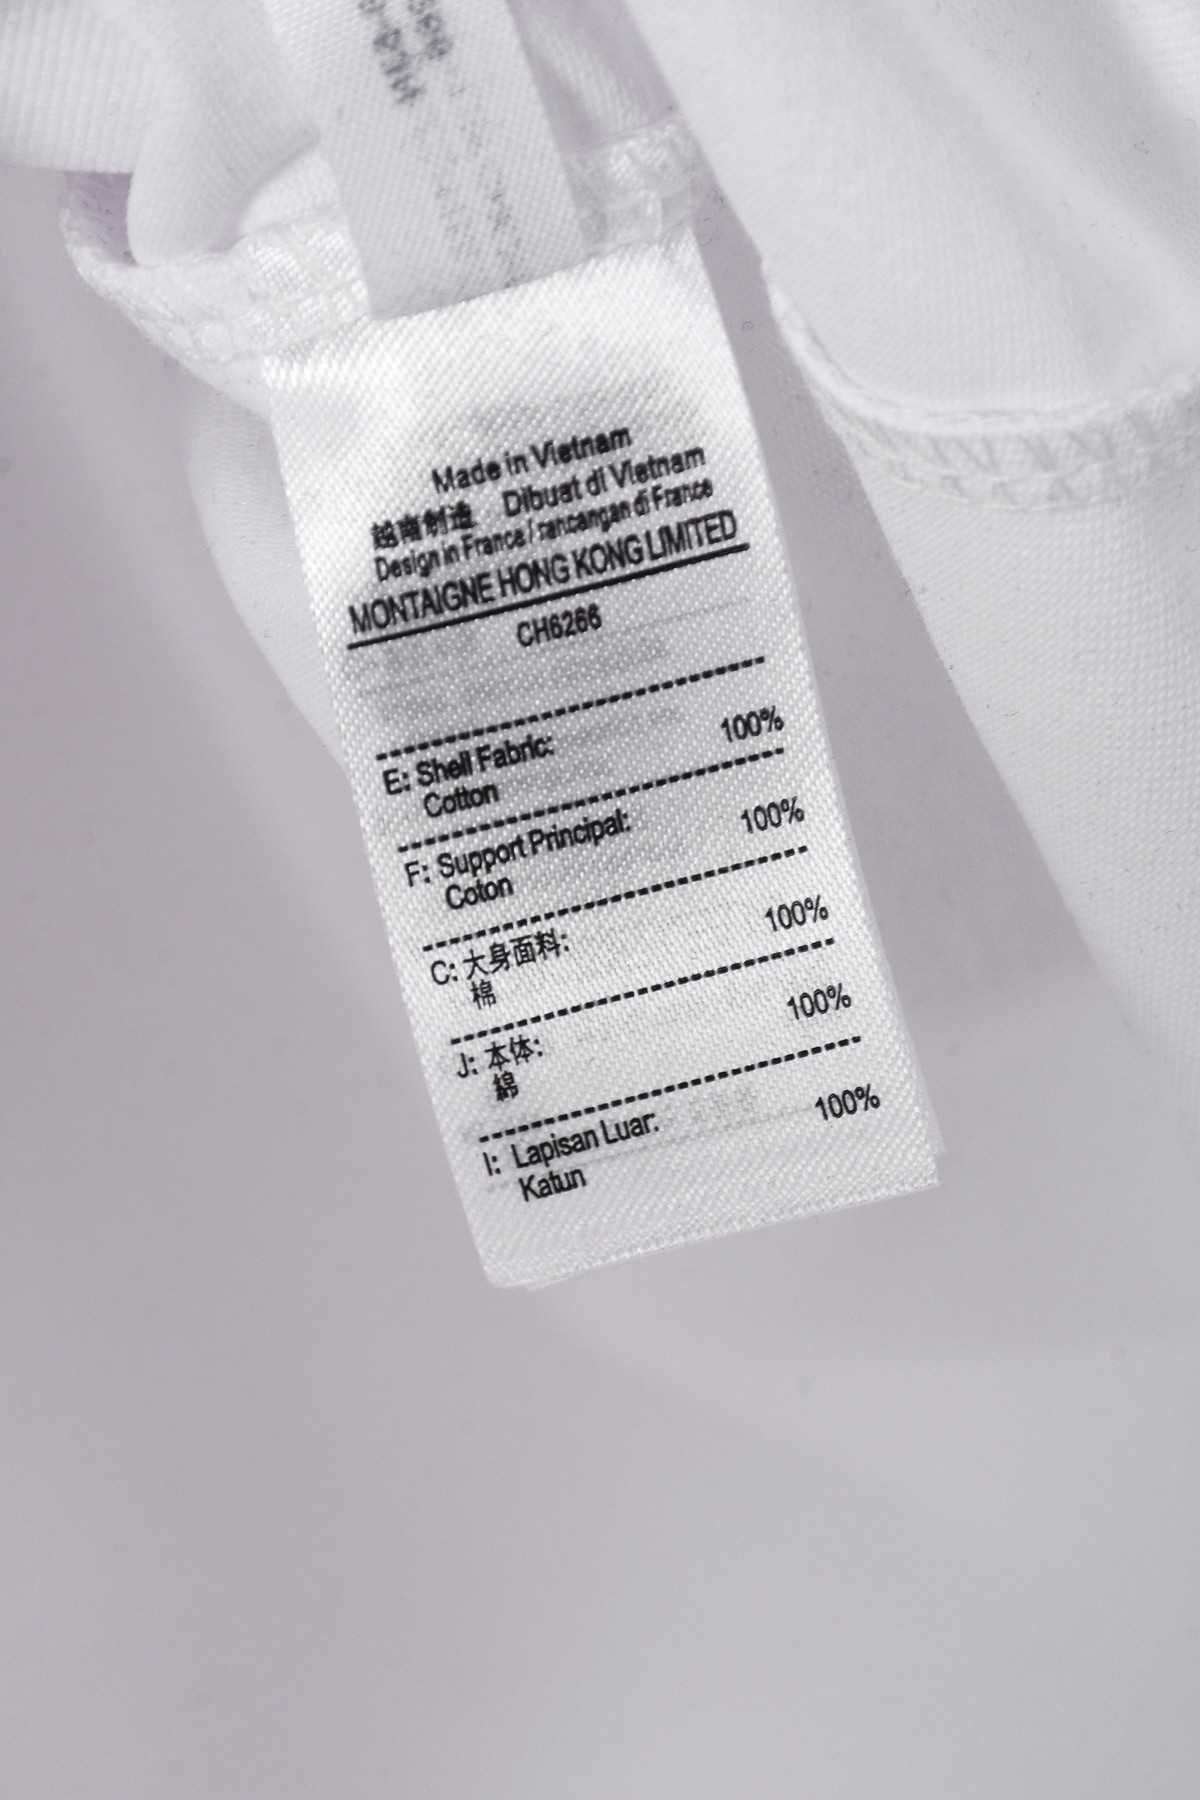 Made in Vietnam
越南制造 Dibuat di Vietnam
Design in France / rancangan di France
MONTAIGNE HONG KONG LIMITED
CH6266
E: Shell Fabric: 100%
Cotton
F: Support Principal: 100%
Coton
C: 大身面料: 100%
棉
J: 本体: 100%
綿
I: Lapisan Luar: 100%
Katun